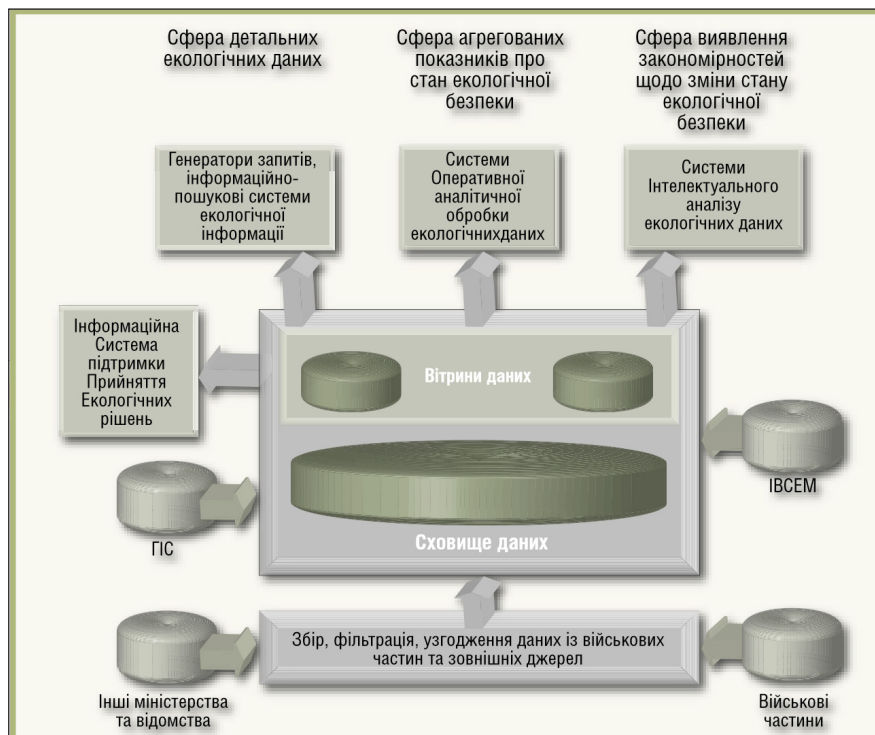 Сфера детальних
екологічних даних
Сфера агрегованих
показників про
стан екологічної
безпеки
Сфера виявлення
закономірностей
щодо зміни стану
екологічної
безпеки
Генератори запитів,
інформаційно-
пошукові системи
екологічної
інформації
Системи
Оперативної
аналітичної
обробки
екологічнихданих
Системи
Інтелектуального
аналізу
екологічних даних
Інформаційна
Система
підтримки
Прийняття
Екологічних
рішень
Вітрини даних
ІВСЕМ
ГІС
Сховище даних
Збір, фільтрація, узгодження даних із військових
частин та зовнішніх джерел
Інші міністерства
та відомства
Військові
частини